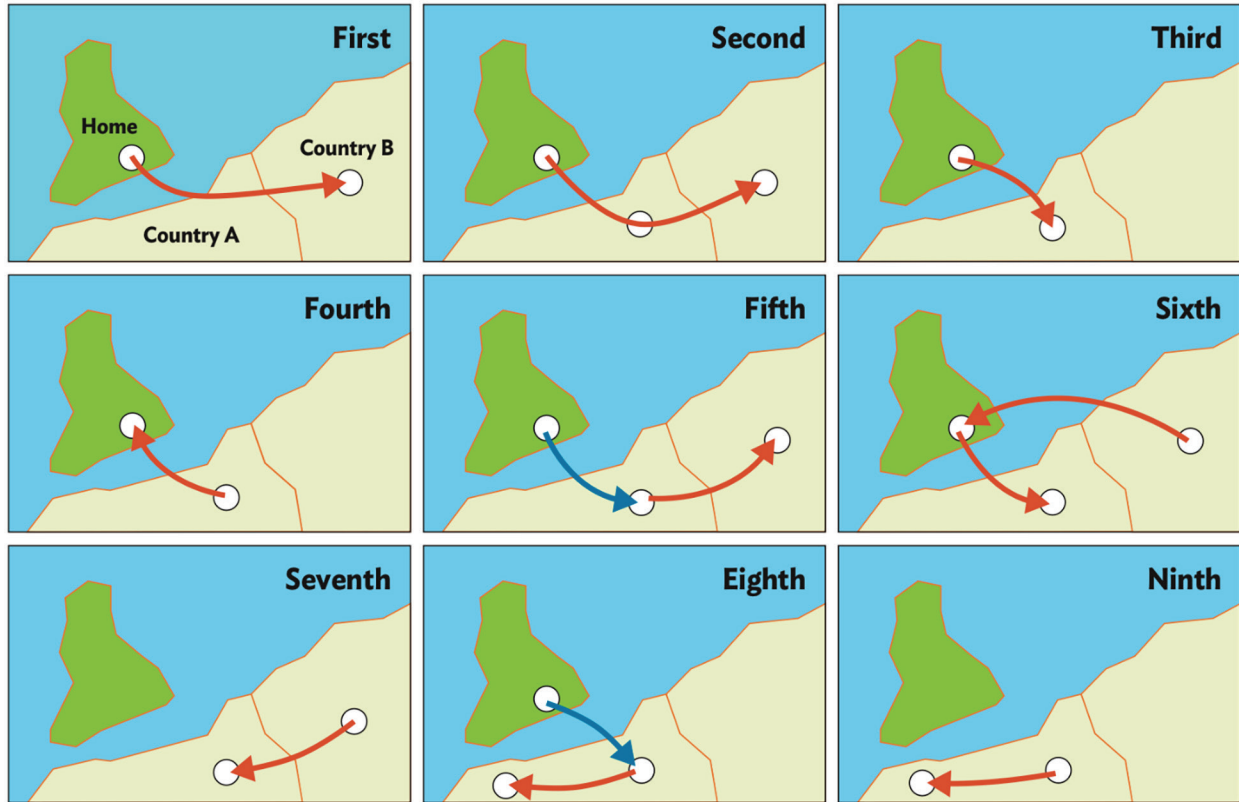 First
Home
Country B
Country A
Second
Third
Fourth
Fifth
Sixth
Seventh
Eighth
Ninth